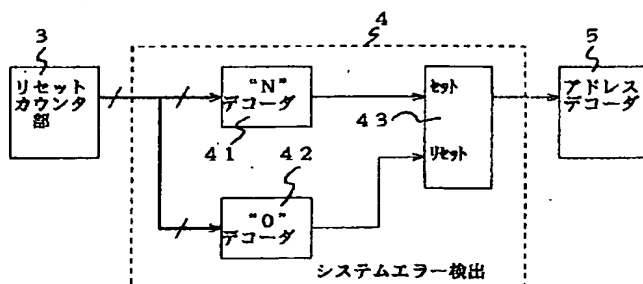 3
リセット
カウンタ
部
4
"N"
デコーダ
41
"0"
デコーダ
42
セット
43
リセット
5
アドレス
デコーダ
システムエラー検出